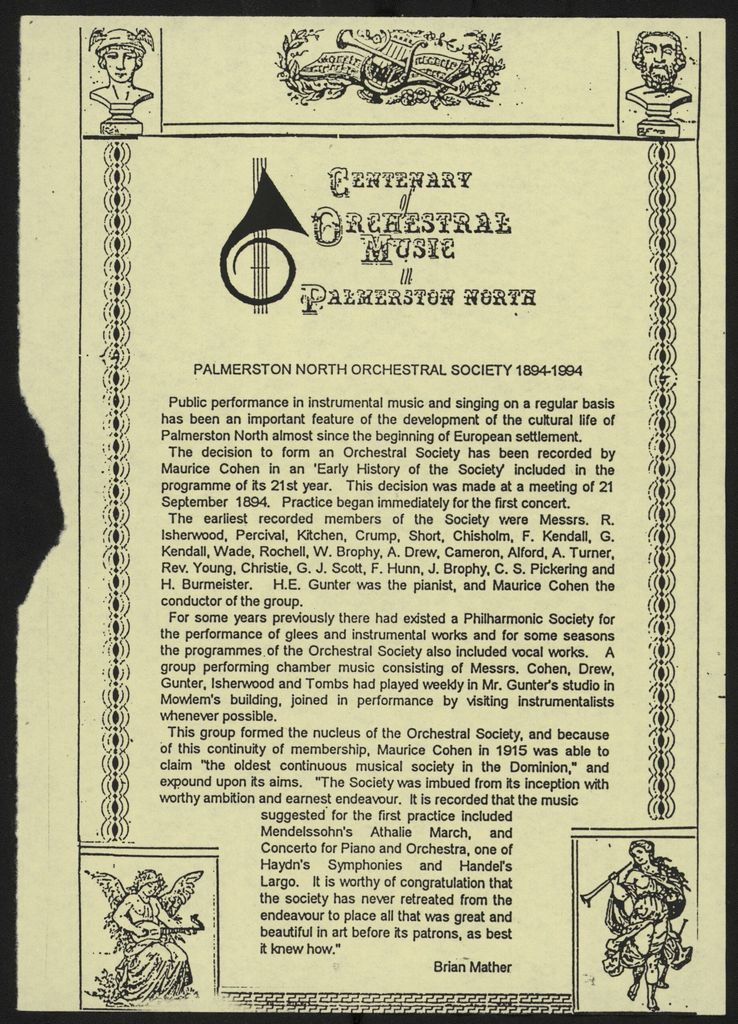 CENTENARY
of
ORCHESTRAL
MUSIC
in
PALMERSTON NORTH
PALMERSTON NORTH ORCHESTRAL SOCIETY 1894-1994
Public performance in instrumental music and singing on a regular basis
has been an important feature of the development of the cultural life of
Palmerston North almost since the beginning of European settlement.
The decision to form an Orchestral Society has been recorded by
Maurice Cohen in an 'Early History of the Society' included in the
programme of its 21st year. This decision was made at a meeting of 21
September 1894. Practice began immediately for the first concert.
The earliest recorded members of the Society were Messrs. R.
Isherwood, Percival, Kitchen, Crump, Short, Chisholm, F. Kendall, G.
Kendall, Wade, Rochell, W. Brophy, A. Drew, Cameron, Alford, A. Turner,
Rev. Young, Christie, G. J. Scott, F. Hunn, J. Brophy, C. S. Pickering and
H. Burmeister. H.E. Gunter was the pianist, and Maurice Cohen the
conductor of the group.
For some years previously there had existed a Philharmonic Society for
the performance of glees and instrumental works and for some seasons
the programmes of the Orchestral Society also included vocal works. A
group performing chamber music consisting of Messrs. Cohen, Drew,
Gunter, Isherwood and Tombs had played weekly in Mr. Gunter's studio in
Mowlem's building, joined in performance by visiting instrumentalists
whenever possible.
This group formed the nucleus of the Orchestral Society, and because
of this continuity of membership, Maurice Cohen in 1915 was able to
claim "the oldest continuous musical society in the Dominion," and
expound upon its aims. "The Society was imbued from its inception with
worthy ambition and earnest endeavour. It is recorded that the music
suggested for the first practice included
Mendelssohn's Athalie March, and
Concerto for Piano and Orchestra, one of
Haydn's Symphonies and Handel's
Largo. It is worthy of congratulation that
the society has never retreated from the
endeavour to place all that was great and
beautiful in art before its patrons, as best
it knew how."
Brian Mather